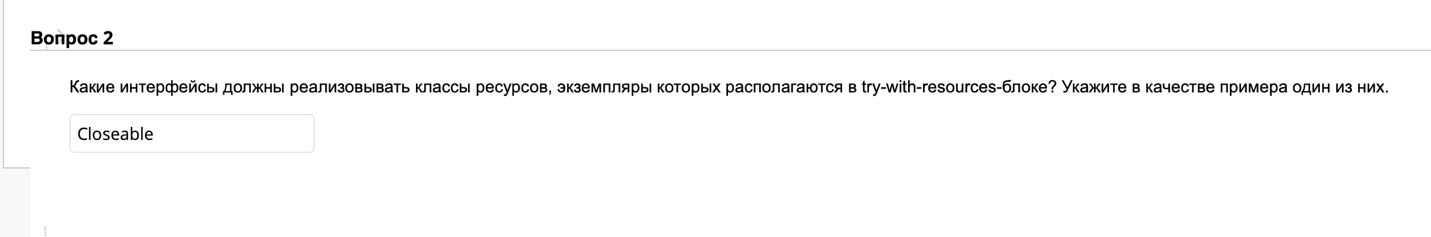 Вопрос 2
Какие интерфейсы должны реализовывать классы ресурсов, экземпляры которых располагаются в try-with-resources-блоке? Укажите в качестве примера один из них.
Closeable